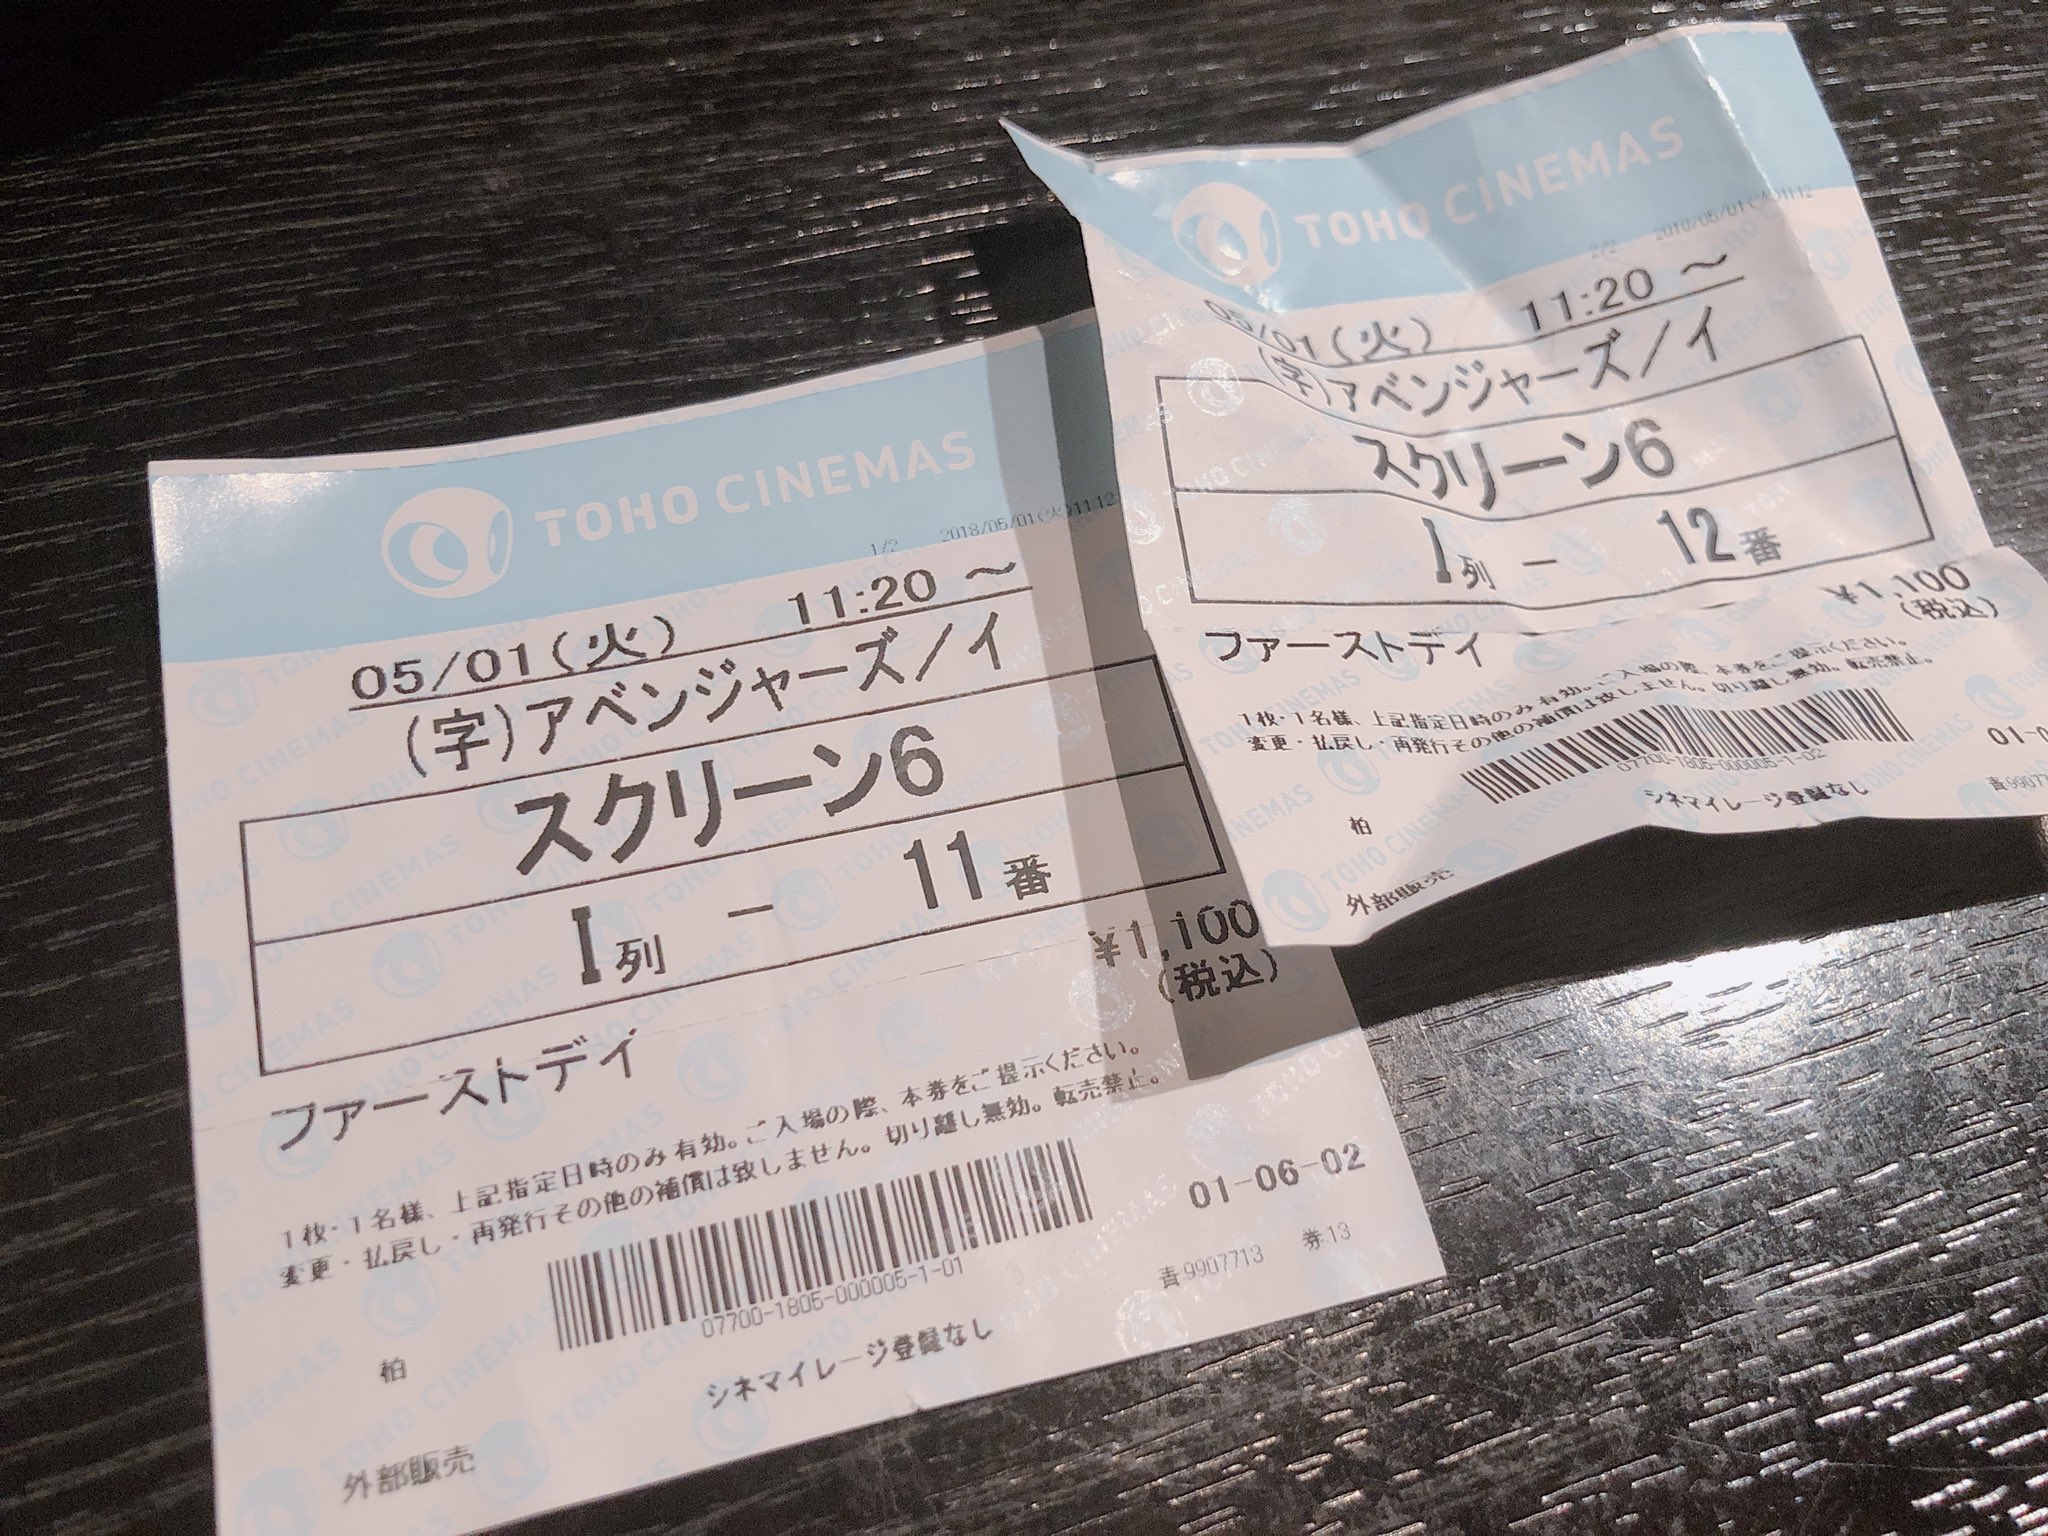 TOHO CINEMAS
1/2 2018/05/01(火)11:12
05/01(火) 11:20 ～
(字)アベンジャーズ/イ
スクリーン6
I列 － 11番
¥1,100
(税込)
ファーストデイ
1枚・1名様、上記指定日時のみ有効。ご入場の際、本券をご提示ください。
変更・払戻し・再発行その他の補償は致しません。切り離し無効。転売禁止。
01-06-02
07700-1805-000005-1-01
青9907713 券13
柏
シネマイレージ登録なし
外部販売
TOHO CINEMAS
2/2 2018/05/01(火)11:12
05/01(火) 11:20 ～
(字)アベンジャーズ/イ
スクリーン6
I列 － 12番
¥1,100
(税込)
ファーストデイ
1枚・1名様、上記指定日時のみ有効。ご入場の際、本券をご提示ください。
変更・払戻し・再発行その他の補償は致しません。切り離し無効。転売禁止。
01-0
07700-1805-000005-1-02
青9907
柏
シネマイレージ登録なし
外部販売